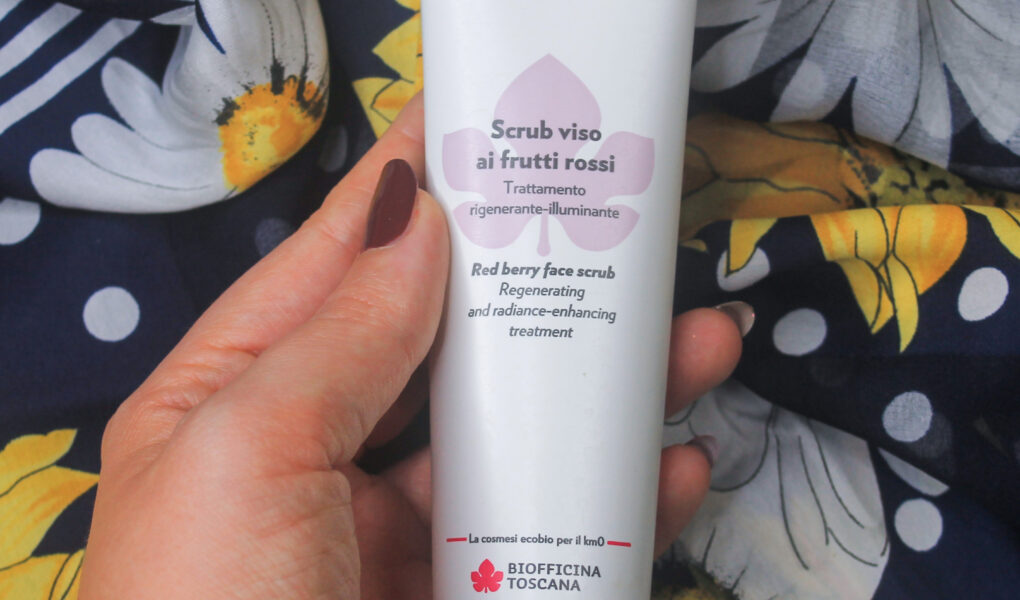 Scrub viso
ai frutti rossi
Trattamento
rigenerante-illuminante
Red berry face scrub
Regenerating
and radiance-enhancing
treatment
La cosmesi ecobio per il km0
BIOFFICINA
TOSCANA